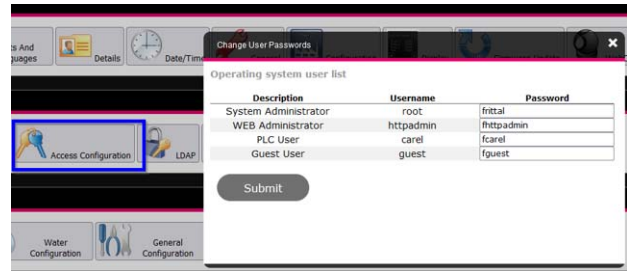 ts And
guages
Details
Date/Time
Access Configuration
LDAP
Water
Configuration
General
Configuration
Change User Passwords
Operating system user list
Description Username Password
System Administrator root frittal
WEB Administrator httpadmin fhttpadmin
PLC User carel fcarel
Guest User guest fguest
Submit